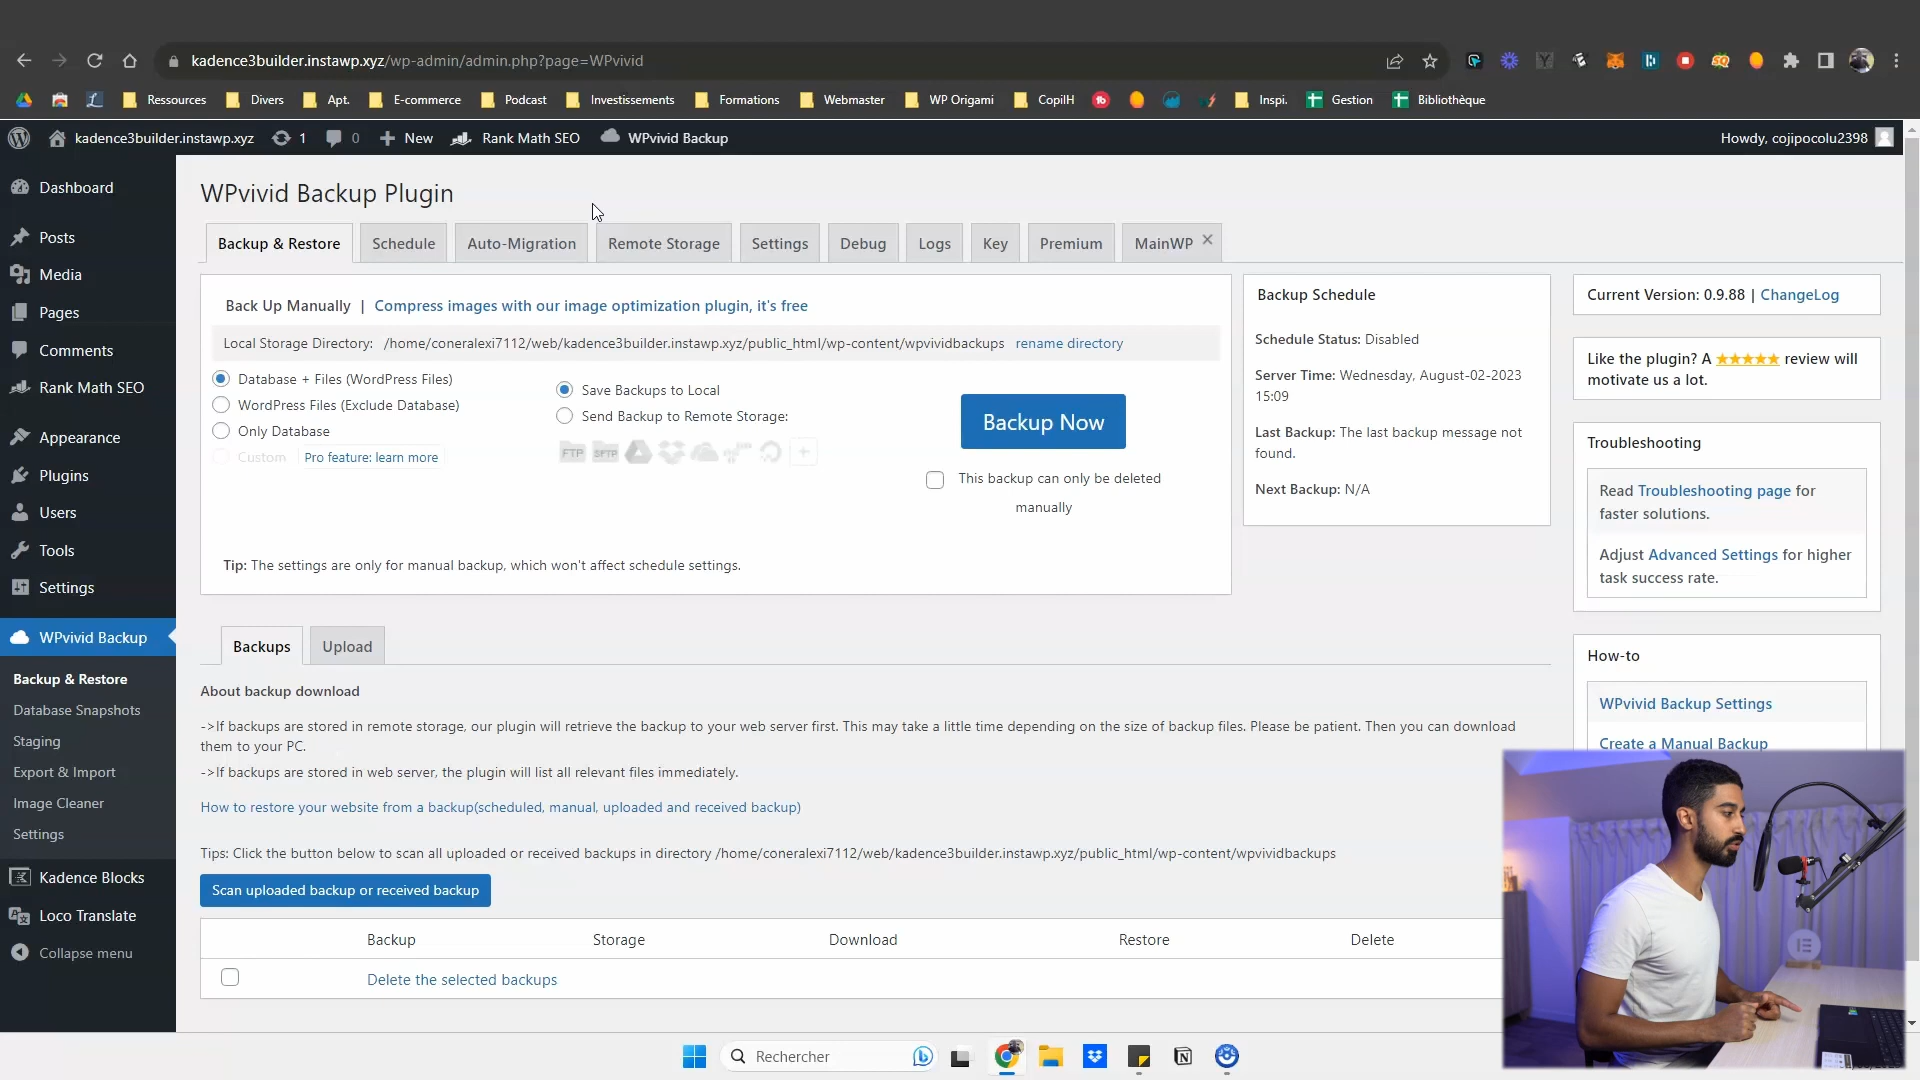 kadence3builder.instawp.xyz/wp-admin/admin.php?page=WPvivid
Ressources
Divers
Apt.
E-commerce
Podcast
Investissements
Formations
Webmaster
WP Origami
CopilH
Inspi.
Gestion
Bibliothèque
kadence3builder.instawp.xyz
1
0
New
Rank Math SEO
WPvivid Backup
Howdy, cojipocolu2398
Dashboard
Posts
Media
Pages
Comments
Rank Math SEO
Appearance
Plugins
Users
Tools
Settings
WPvivid Backup
Backup & Restore
Database Snapshots
Staging
Export & Import
Image Cleaner
Settings
Kadence Blocks
Loco Translate
Collapse menu
WPvivid Backup Plugin
Backup & Restore
Schedule
Auto-Migration
Remote Storage
Settings
Debug
Logs
Key
Premium
MainWP
Back Up Manually | Compress images with our image optimization plugin, it's free
Local Storage Directory: /home/coneralexi7112/web/kadence3builder.instawp.xyz/public_html/wp-content/wpvividbackups rename directory
Database + Files (WordPress Files)
WordPress Files (Exclude Database)
Only Database
Custom Pro feature: learn more
Save Backups to Local
Send Backup to Remote Storage:
FTP
SFTP
Backup Now
This backup can only be deleted
manually
Tip: The settings are only for manual backup, which won't affect schedule settings.
Backup Schedule
Schedule Status: Disabled
Server Time: Wednesday, August-02-2023
15:09
Last Backup: The last backup message not
found.
Next Backup: N/A
Current Version: 0.9.88 | ChangeLog
Like the plugin? A ★★★★★ review will
motivate us a lot.
Troubleshooting
Read Troubleshooting page for
faster solutions.
Adjust Advanced Settings for higher
task success rate.
How-to
WPvivid Backup Settings
Create a Manual Backup
Backups
Upload
About backup download
->If backups are stored in remote storage, our plugin will retrieve the backup to your web server first. This may take a little time depending on the size of backup files. Please be patient. Then you can download
them to your PC.
->If backups are stored in web server, the plugin will list all relevant files immediately.
How to restore your website from a backup(scheduled, manual, uploaded and received backup)
Tips: Click the button below to scan all uploaded or received backups in directory /home/coneralexi7112/web/kadence3builder.instawp.xyz/public_html/wp-content/wpvividbackups
Scan uploaded backup or received backup
Backup
Storage
Download
Restore
Delete
Delete the selected backups
Rechercher